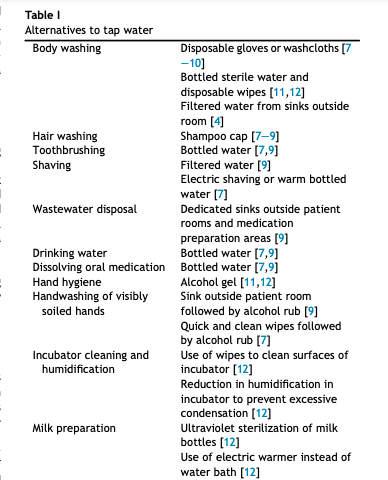 Table I
Alternatives to tap water
Body washing Disposable gloves or washcloths [7
–10]
Bottled sterile water and
disposable wipes [11,12]
Filtered water from sinks outside
room [4]
Hair washing Shampoo cap [7–9]
Toothbrushing Bottled water [7,9]
Shaving Filtered water [9]
Electric shaving or warm bottled
water [7]
Wastewater disposal Dedicated sinks outside patient
rooms and medication
preparation areas [9]
Drinking water Bottled water [7,9]
Dissolving oral medication Bottled water [7,9]
Hand hygiene Alcohol gel [11,12]
Handwashing of visibly Sink outside patient room
soiled hands followed by alcohol rub [9]
Quick and clean wipes followed
by alcohol rub [7]
Incubator cleaning and Use of wipes to clean surfaces of
humidification incubator [12]
Reduction in humidification in
incubator to prevent excessive
condensation [12]
Milk preparation Ultraviolet sterilization of milk
bottles [12]
Use of electric warmer instead of
water bath [12]